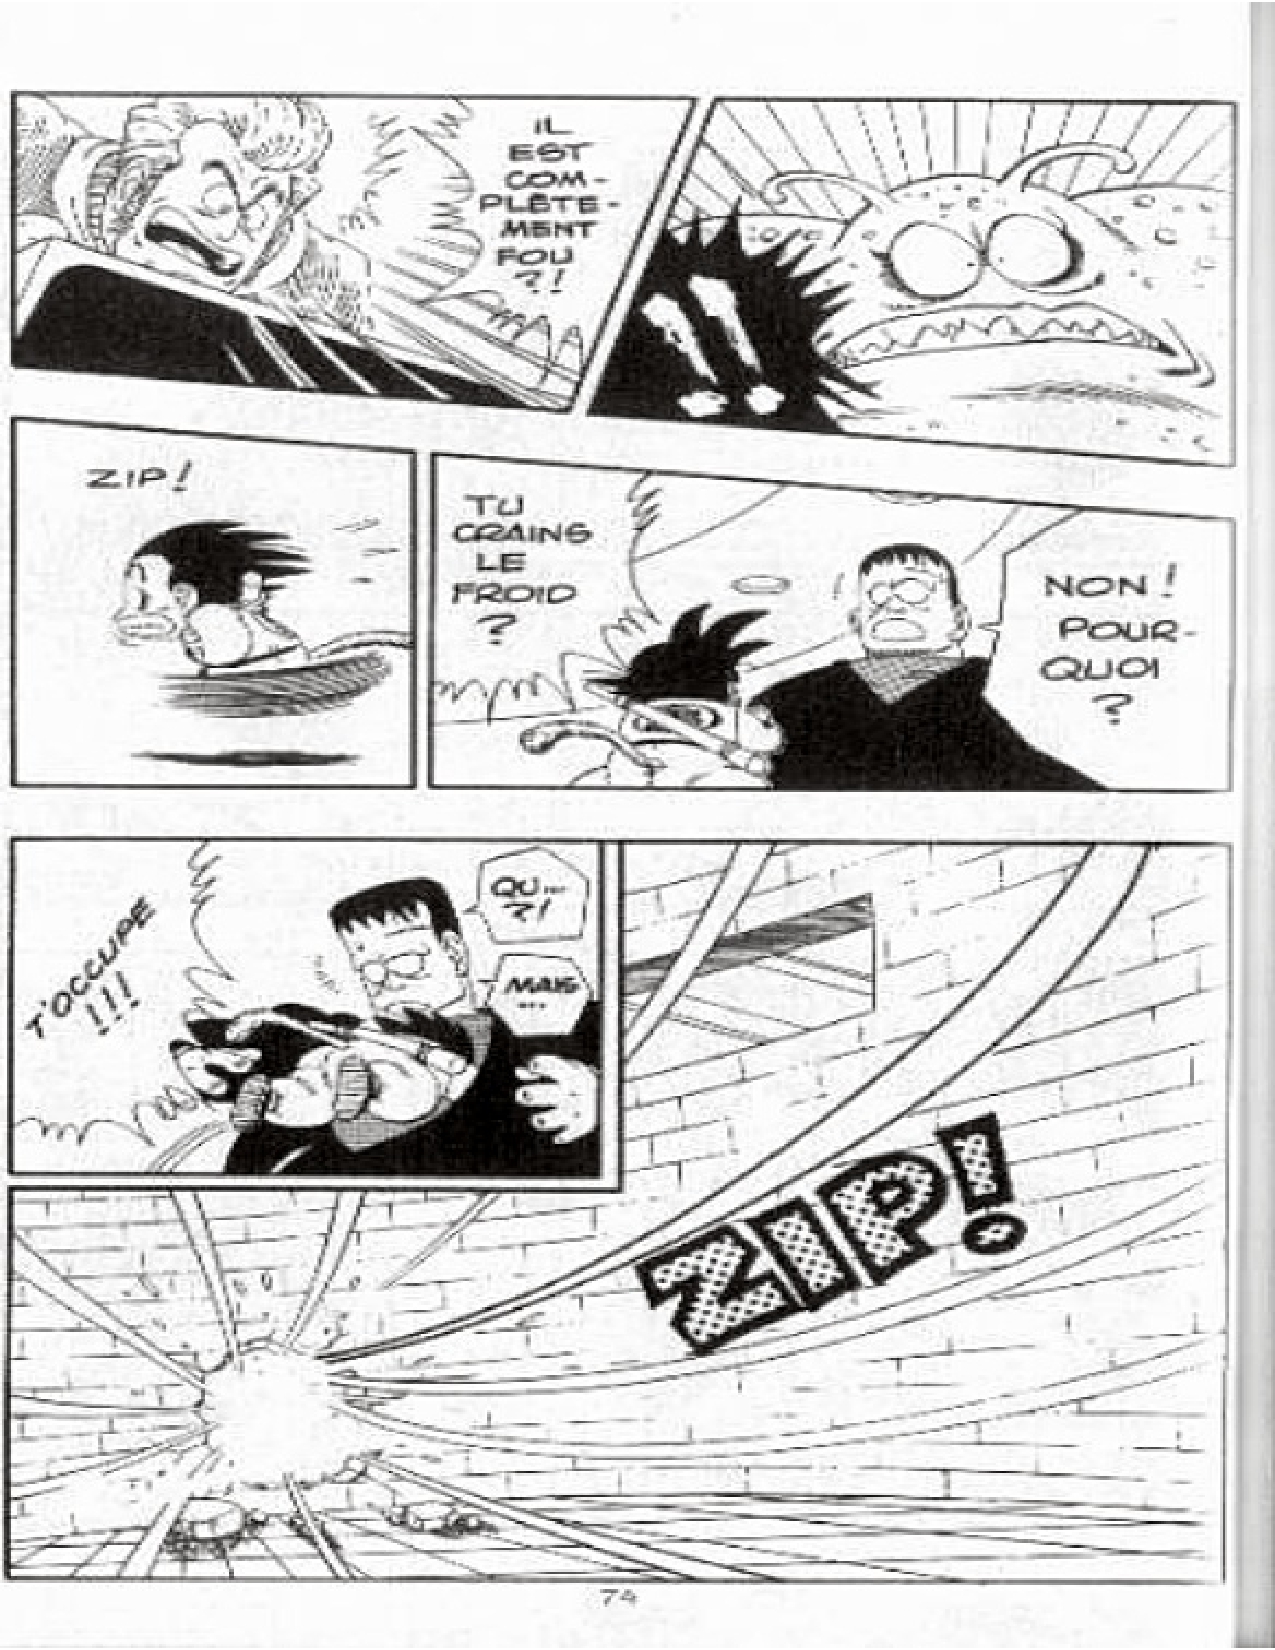 IL
EST
COM-
PLÈTE-
MENT
FOU
?!
!!
ZIP!
TU
CRAINS
LE
FROID
?
NON!
POUR-
QUOI
?
T'OCCUPE
!!!
QU...
?!
MAIS
...
ZIP!
74